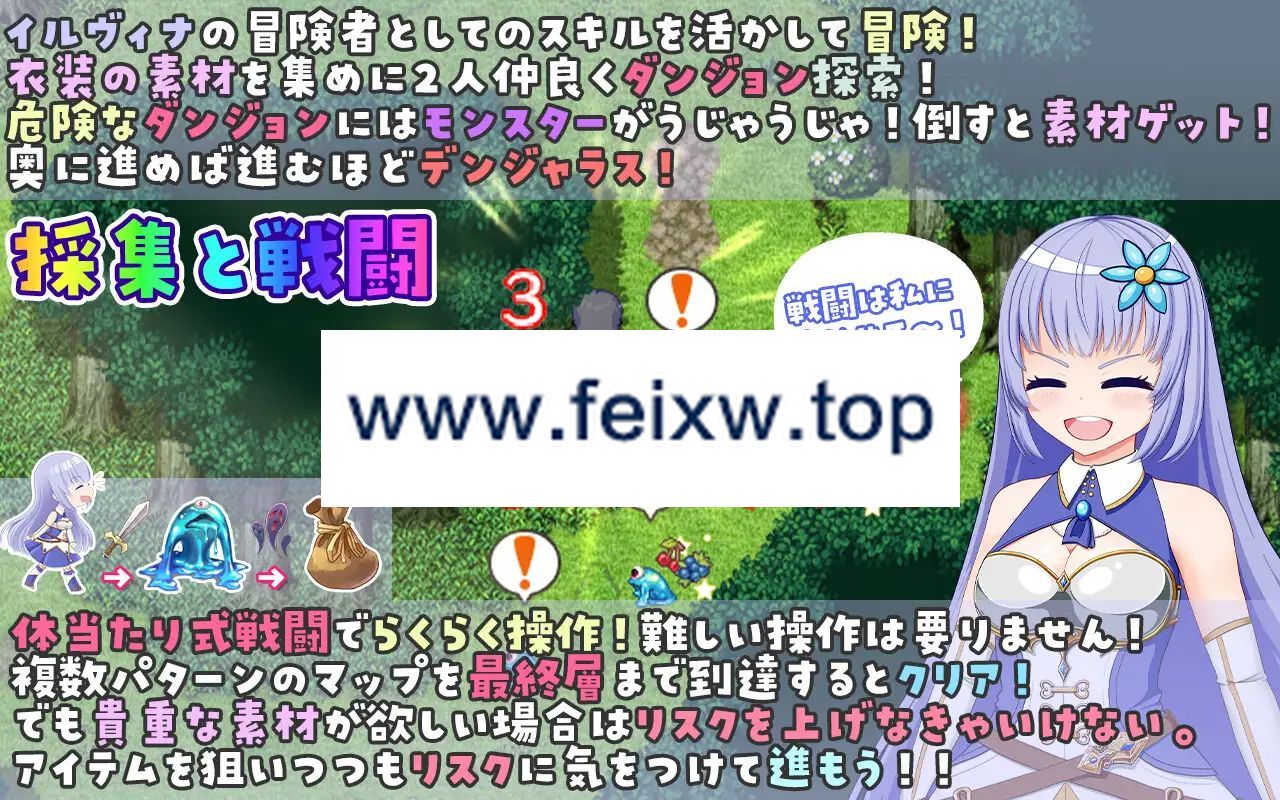 イルヴィナの冒険者としてのスキルを活かして冒険！
衣装の素材を集めに２人仲良くダンジョン探索！
危険なダンジョンにはモンスターがうじゃうじゃ！倒すと素材ゲット！
奥に進めば進むほどデンジャラス！
採集と戦闘
3
!
戦闘は私に
！
www.feixw.top
!
体当たり式戦闘でらくらく操作！難しい操作は要りません！
複数パターンのマップを最終層まで到達するとクリア！
でも貴重な素材が欲しい場合はリスクを上げなきゃいけない。
アイテムを狙いつつもリスクに気をつけて進もう！！